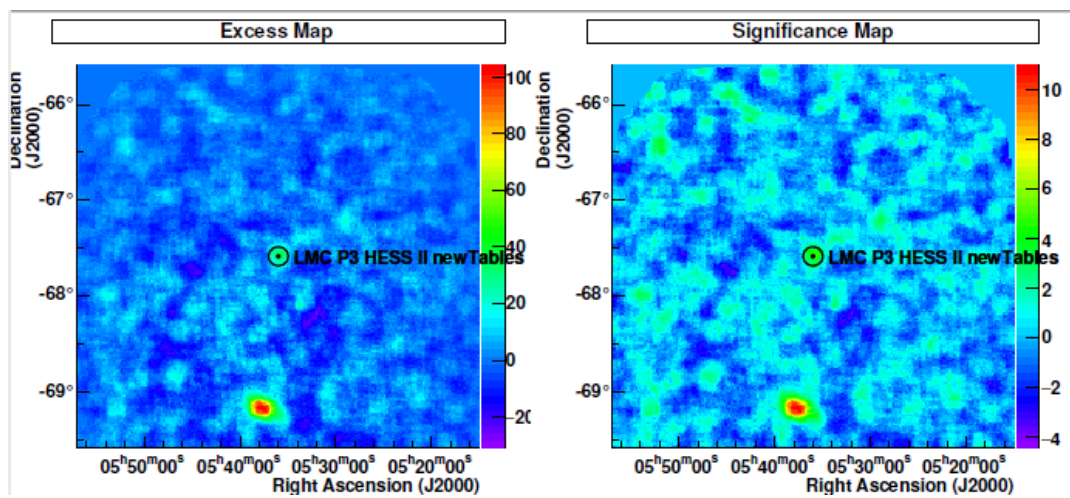 Excess Map
Declination
(J2000)
-66°
-67°
-68°
-69°
LMC P3 HESS II newTables
05ʰ50ᵐ00ˢ 05ʰ40ᵐ00ˢ 05ʰ30ᵐ00ˢ 05ʰ20ᵐ00ˢ
Right Ascension (J2000)
80
60
40
20
0
Significance Map
Declination
(J2000)
-66°
-67°
-68°
-69°
LMC P3 HESS II newTables
05ʰ50ᵐ00ˢ 05ʰ40ᵐ00ˢ 05ʰ30ᵐ00ˢ 05ʰ20ᵐ00ˢ
Right Ascension (J2000)
10
8
6
4
2
0
−2
−4